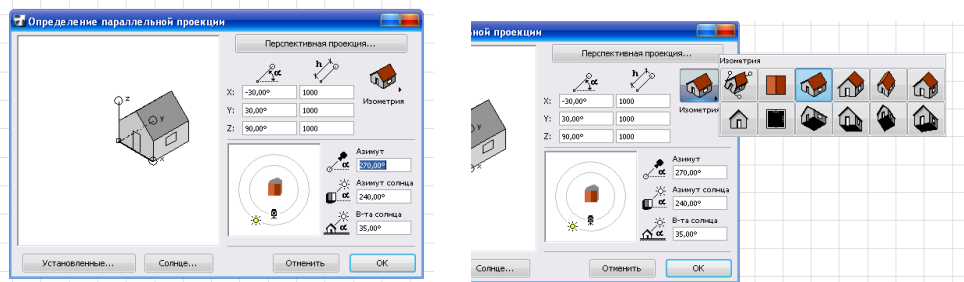 Определение параллельной проекции
Перспективная проекция...
α
h
X: -30,00° 1000
Y: 30,00° 1000
Z: 90,00° 1000
Изометрия
z
y
x
Азимут
α 270,00°
Азимут солнца
α 240,00°
В-та солнца
α 35,00°
Установленные...
Солнце...
Отменить
OK
ной проекции
Перспективная проекция...
α
h
X: -30,00° 1000
Y: 30,00° 1000
Z: 90,00° 1000
Изометрия
Изометрия
y
x
Азимут
α 270,00°
Азимут солнца
α 240,00°
В-та солнца
α 35,00°
Солнце...
Отменить
OK